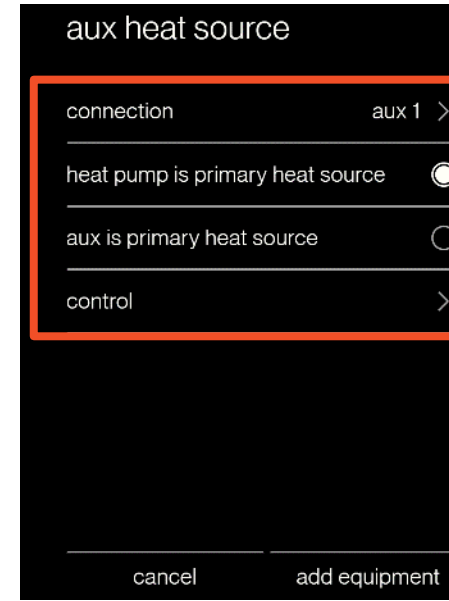 aux heat source
connection aux 1 >
heat pump is primary heat source
aux is primary heat source
control >
cancel add equipment